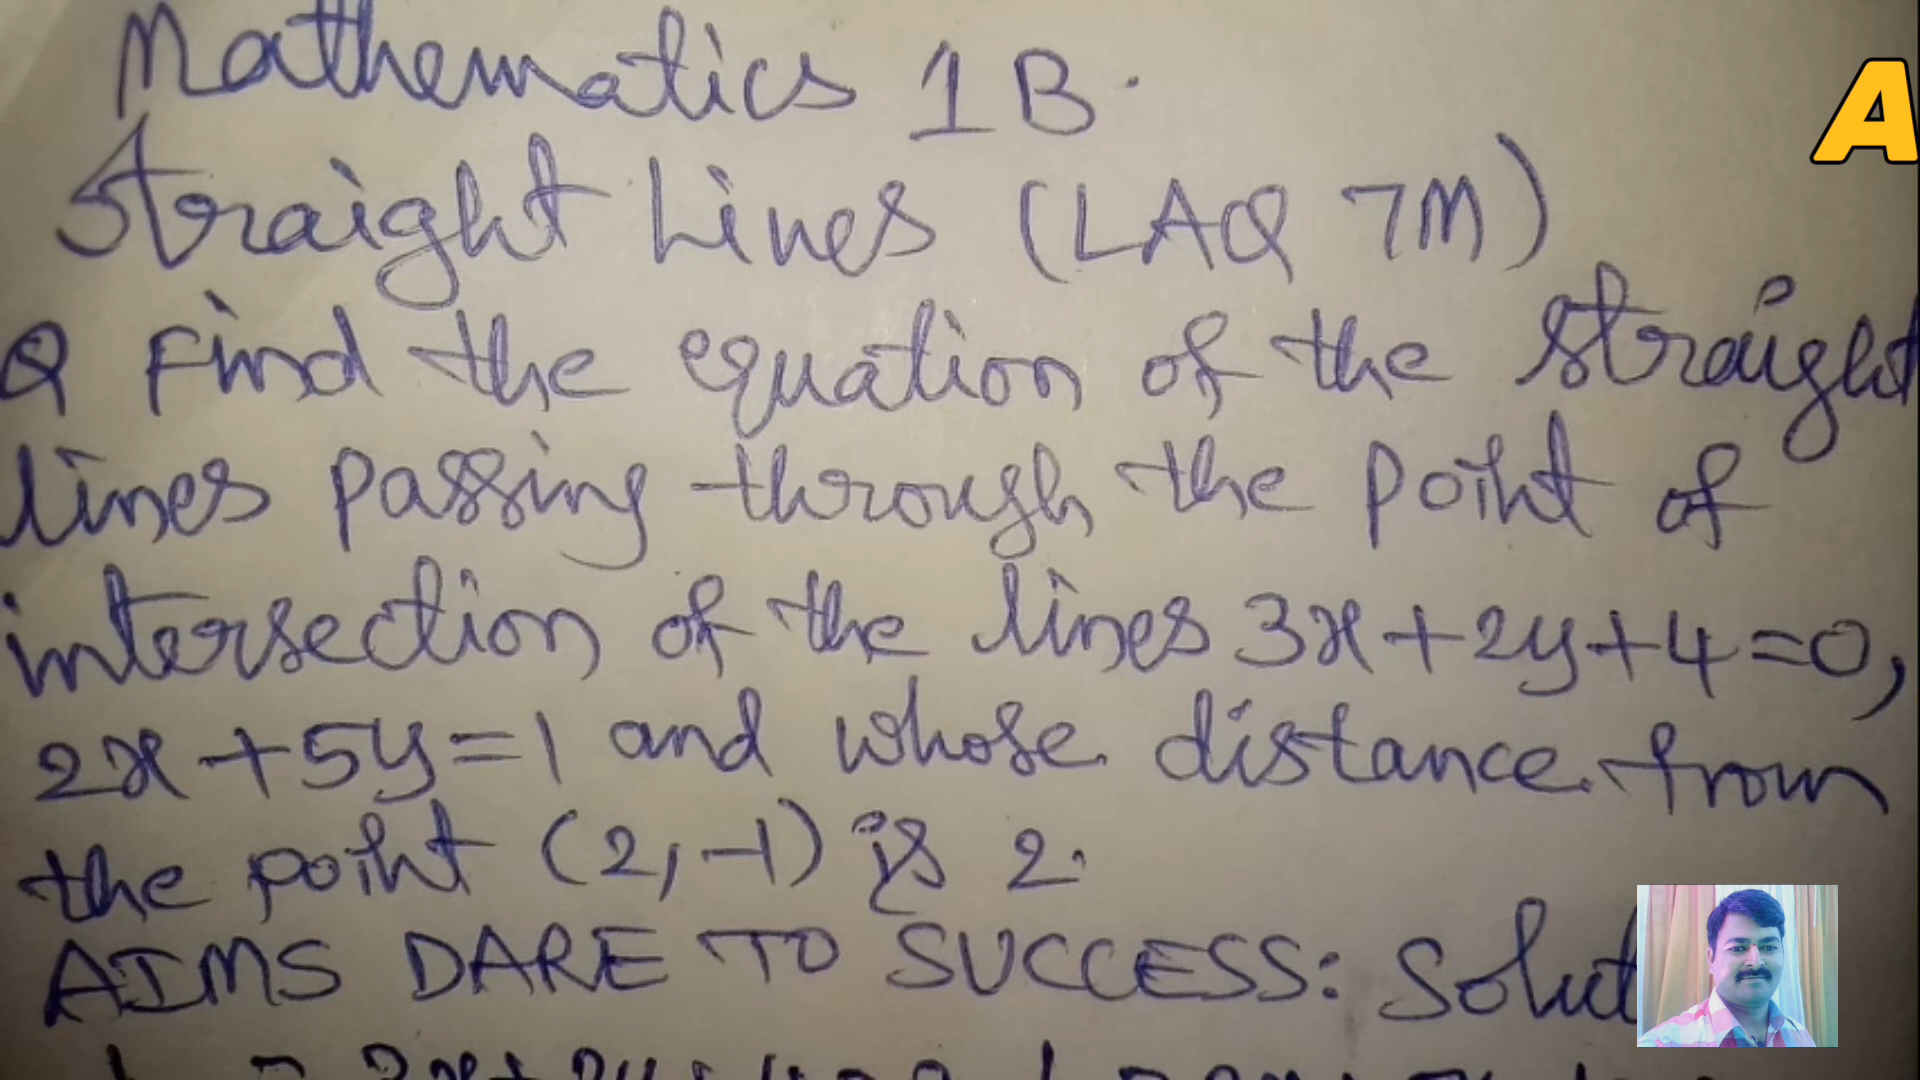 Mathematics 1B.
A
Straight Lines (LAQ 7M)
Q Find the equation of the straight
lines passing through the point of
intersection of the lines 3x+2y+4=0,
2x+5y=1 and whose distance from
the point (2,-1) is 2.
AIMS DARE TO SUCCESS: Solut